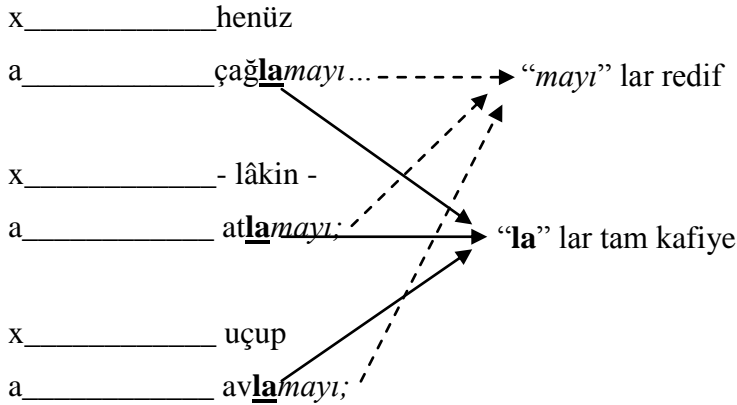 x____________henüz
a____________çağlamayı...
“mayı” lar redif
x____________- lâkin -
a____________ atlamayı;
“la” lar tam kafiye
x____________ uçup
a____________ avlamayı;